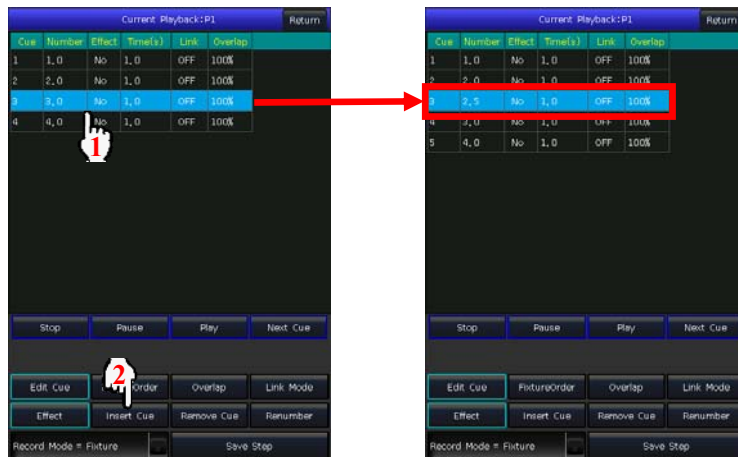 Current Playback:P1 Return
Cue Number Effect Time(s) Link Overlap
1 1.0 No 1.0 OFF 100%
2 2.0 No 1.0 OFF 100%
3 3.0 No 1.0 OFF 100%
4 4.0 No 1.0 OFF 100%
1
Stop Pause Play Next Cue
2
Edit Cue Order Overlap Link Mode
Effect Insert Cue Remove Cue Renumber
Record Mode = Fixture Save Step
Current Playback:P1 Return
Cue Number Effect Time(s) Link Overlap
1 1.0 No 1.0 OFF 100%
2 2.0 No 1.0 OFF 100%
3 2.5 No 1.0 OFF 100%
4 3.0 No 1.0 OFF 100%
5 4.0 No 1.0 OFF 100%
Stop Pause Play Next Cue
Edit Cue FixtureOrder Overlap Link Mode
Effect Insert Cue Remove Cue Renumber
Record Mode = Fixture Save Step